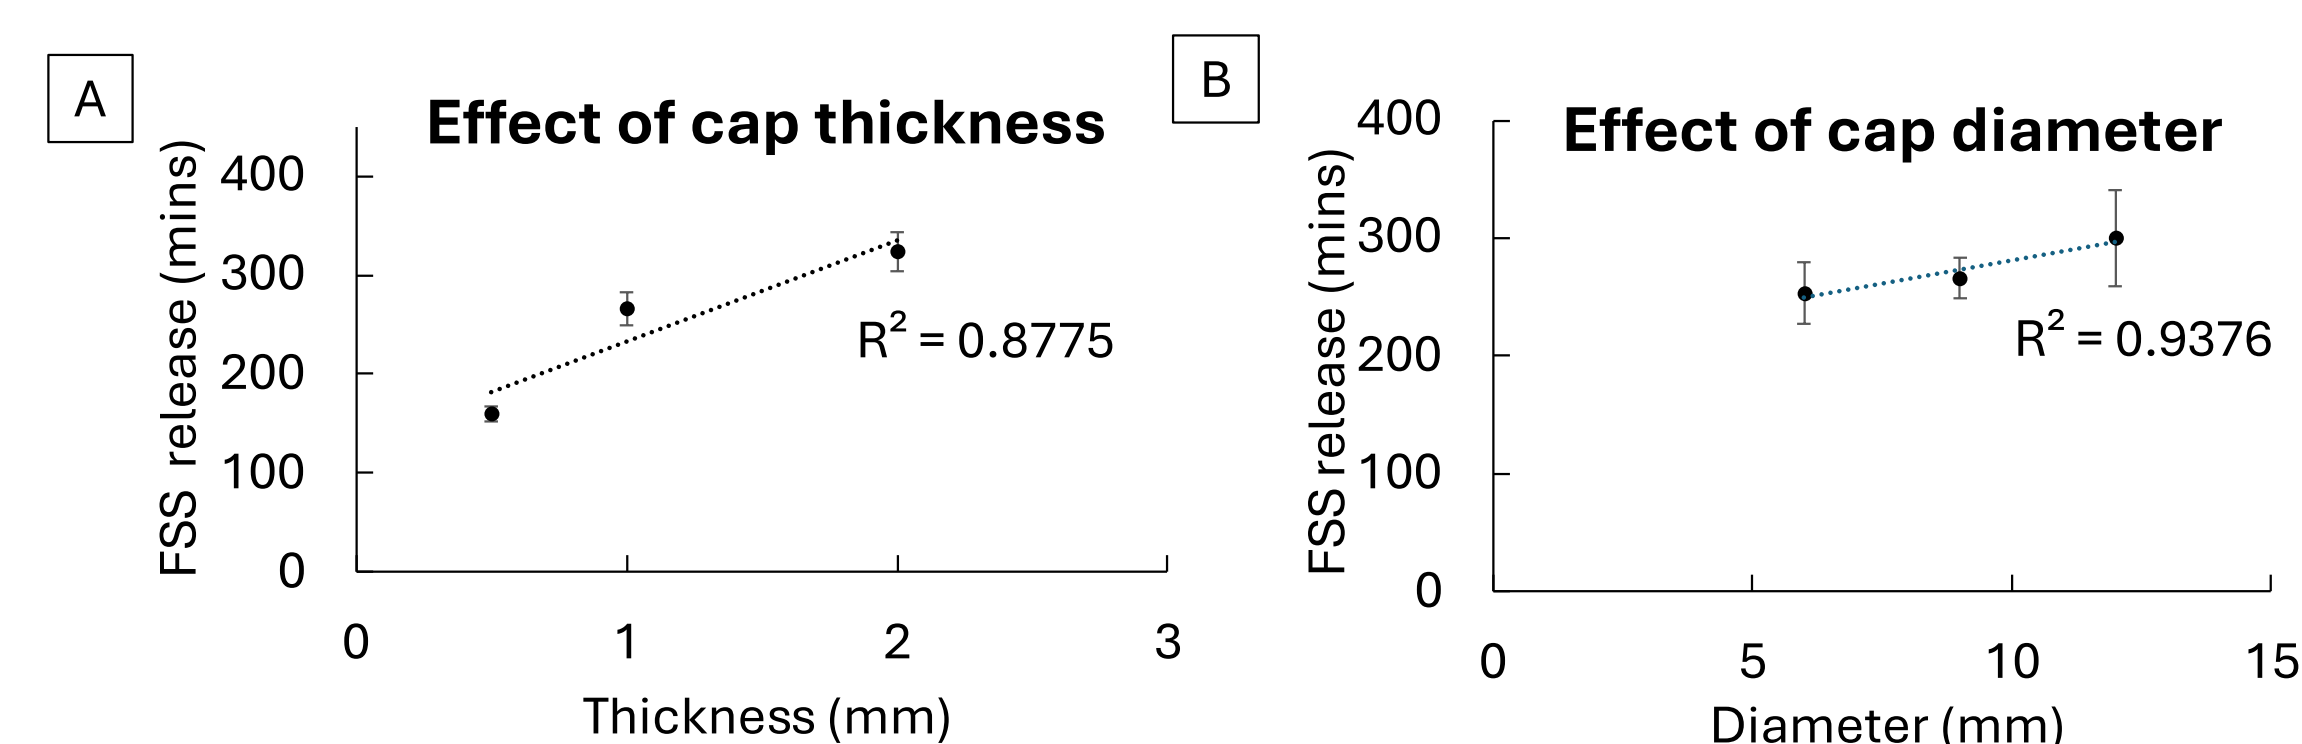 A
Effect of cap thickness
FSS release (mins)
400
300
200
100
0
R² = 0.8775
0 1 2 3
Thickness (mm)
B
Effect of cap diameter
FSS release (mins)
400
300
200
100
0
R² = 0.9376
0 5 10 15
Diameter (mm)